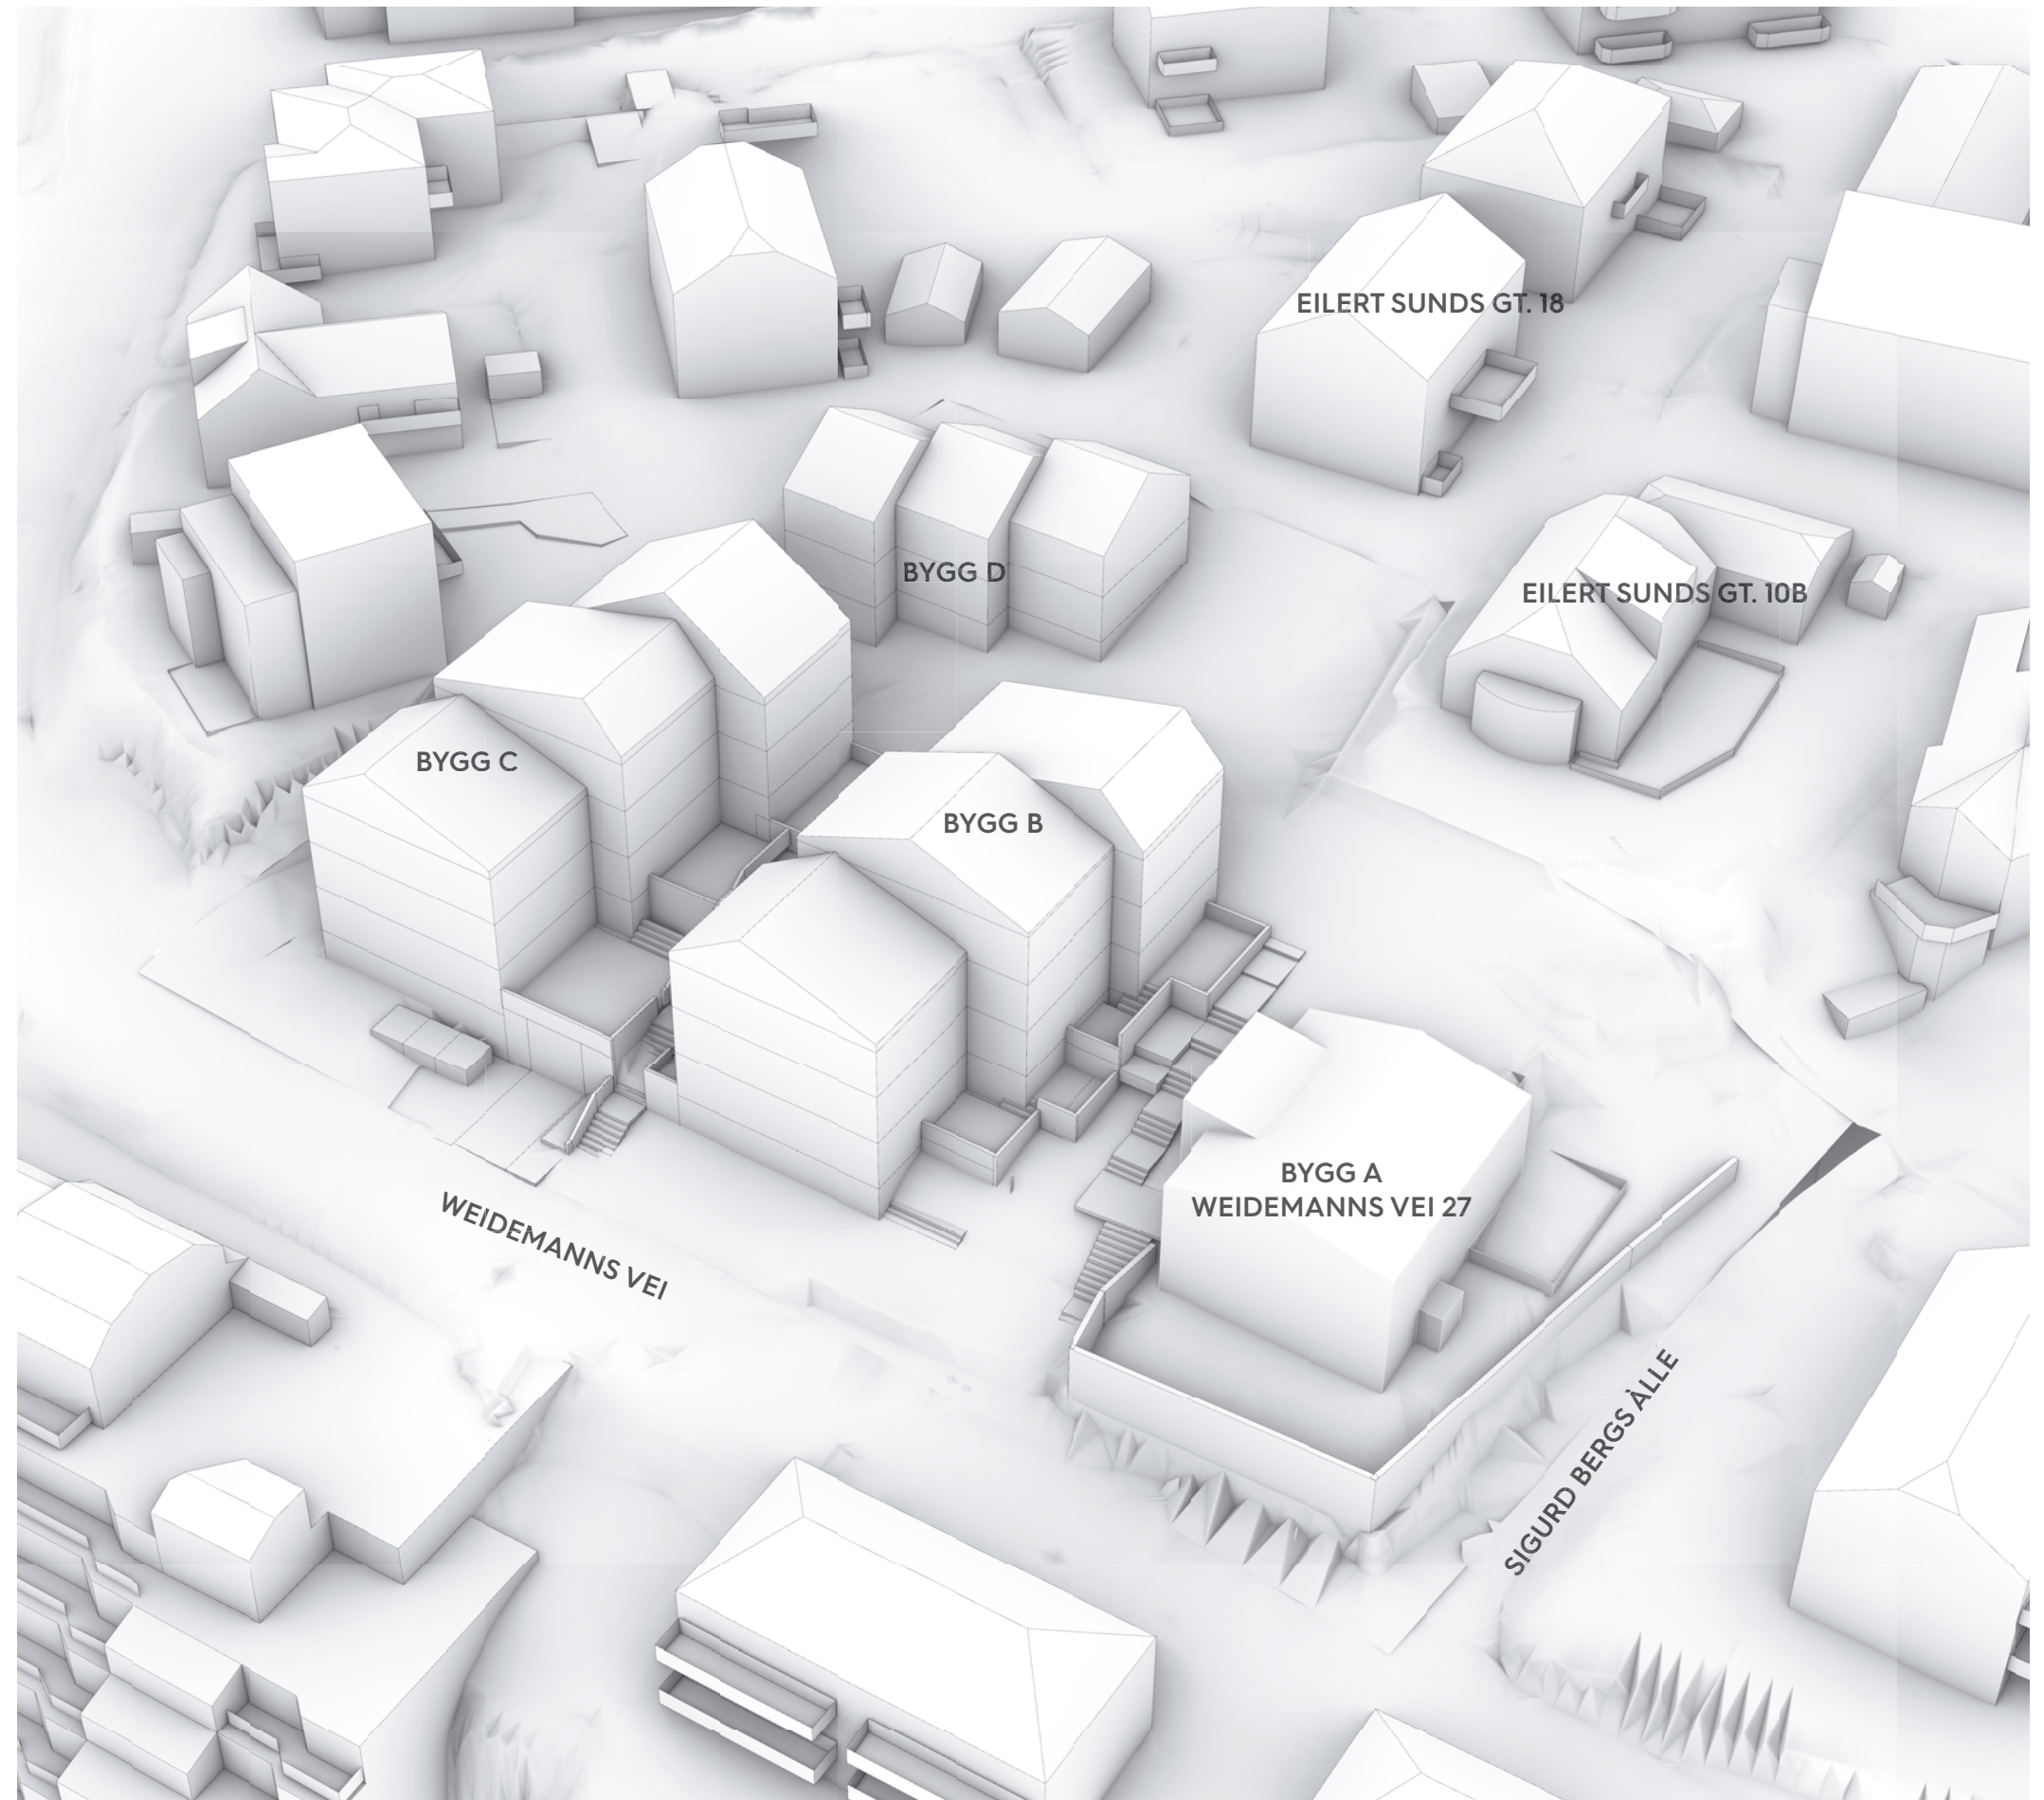 EILERT SUNDS GT. 18
BYGG D
EILERT SUNDS GT. 10B
BYGG C
BYGG B
BYGG A
WEIDEMANNS VEI 27
WEIDEMANNS VEI
SIGURD BERGS ÀLLE